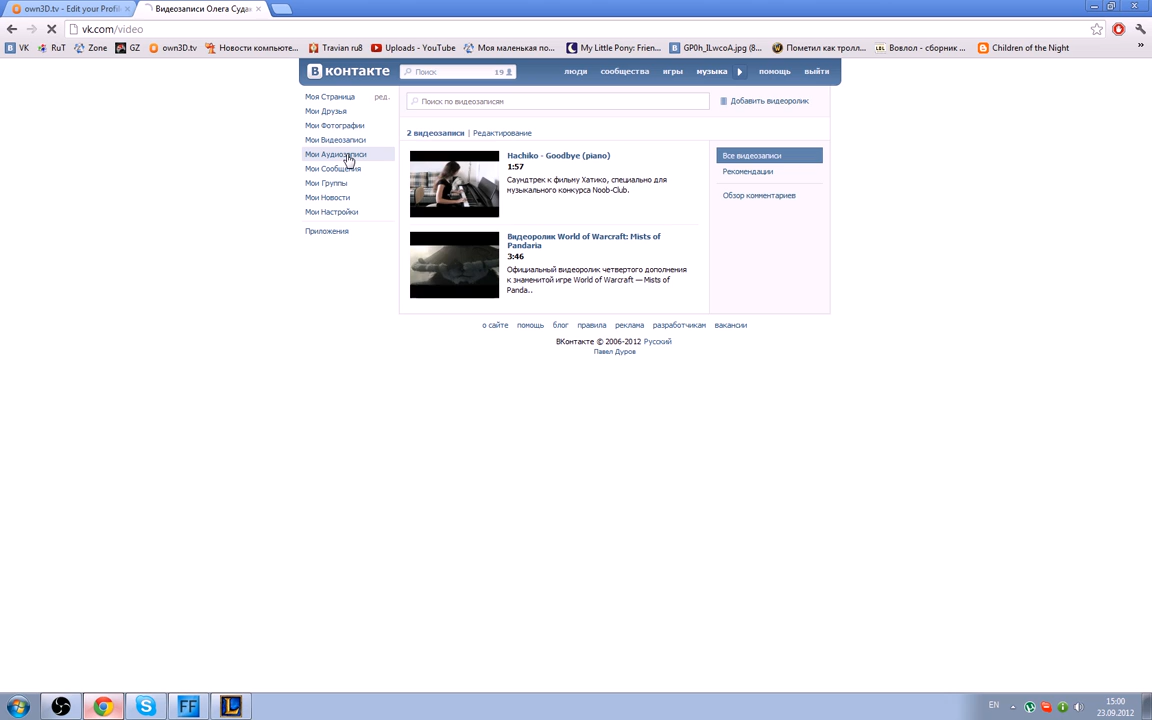 own3D.tv - Edit your Profil
Видеозаписи Олега Суда
vk.com/video
VK RuT Zone GZ own3D.tv Новости компьюте... Travian ru8 Uploads - YouTube Моя маленькая по... My Little Pony: Frien... GP0h_ILwcoA.jpg (8... Пометил как тролл... LEL Вовлол - сборник ... Children of the Night »
В контакте Поиск 19 люди сообщества игры музыка помощь выйти
Моя Страница ред.
Мои Друзья
Мои Фотографии
Мои Видеозаписи
Мои Аудиозаписи
Мои Сообщения
Мои Группы
Мои Новости
Мои Настройки
Приложения
Поиск по видеозаписям
Добавить видеоролик
2 видеозаписи | Редактирование
Hachiko - Goodbye (piano)
1:57
Саундтрек к фильму Хатико, специально для
музыкального конкурса Noob-Club.
Видеоролик World of Warcraft: Mists of
Pandaria
3:46
Официальный видеоролик четвертого дополнения
к знаменитой игре World of Warcraft — Mists of
Panda..
Все видеозаписи
Рекомендации
Обзор комментариев
о сайте помощь блог правила реклама разработчикам вакансии
ВКонтакте © 2006-2012 Русский
Павел Дуров
FF
L
EN
15:00
23.09.2012